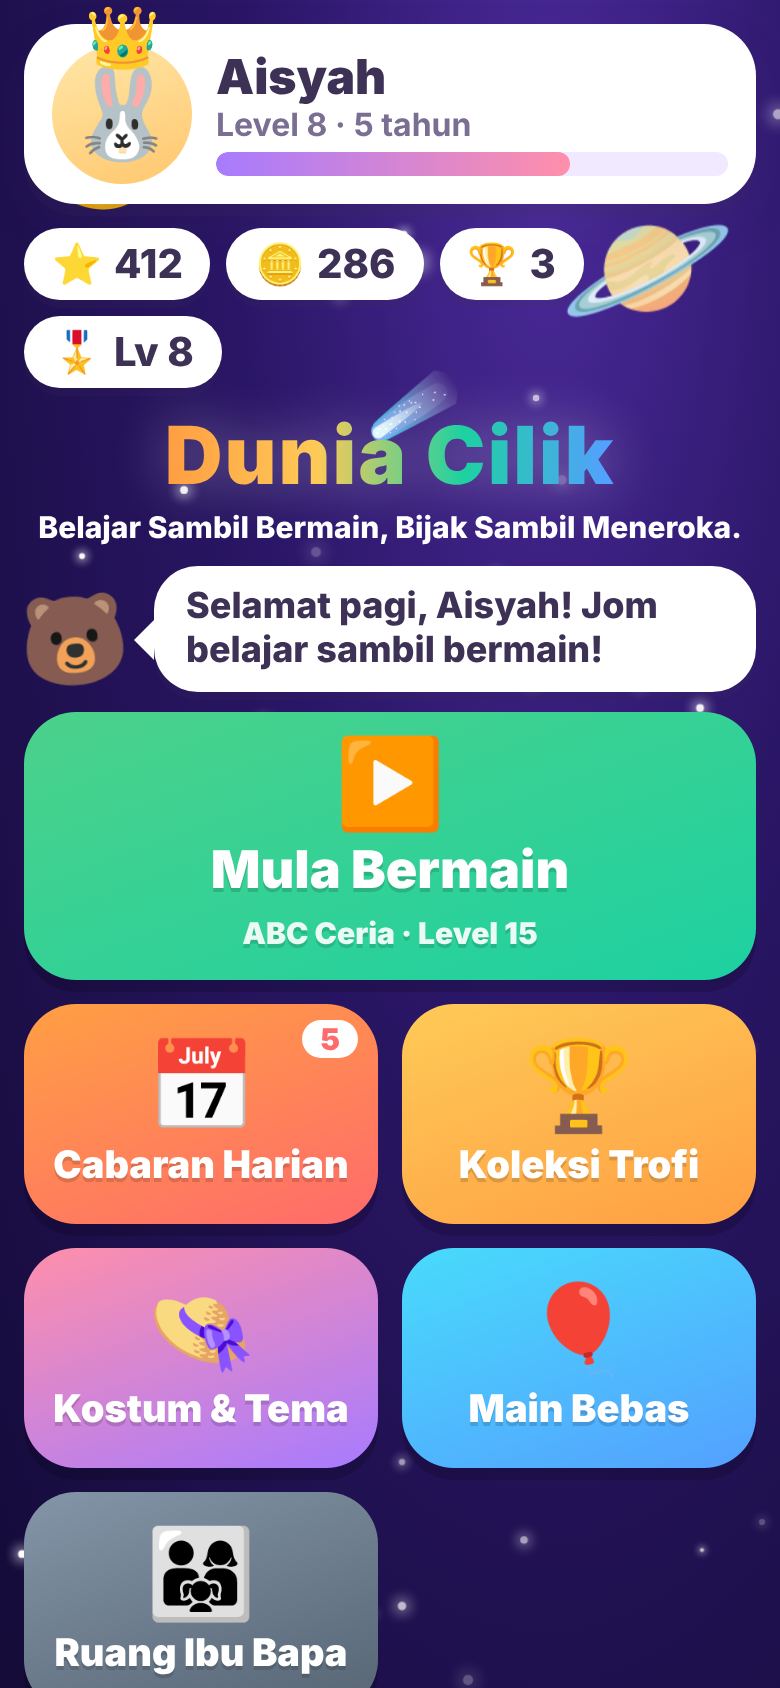 Aisyah
Level 8 · 5 tahun
412
286
3
Lv 8
Dunia Cilik
Belajar Sambil Bermain, Bijak Sambil Meneroka.
Selamat pagi, Aisyah! Jom
belajar sambil bermain!
Mula Bermain
ABC Ceria · Level 15
5
July
17
Cabaran Harian
Koleksi Trofi
Kostum & Tema
Main Bebas
Ruang Ibu Bapa